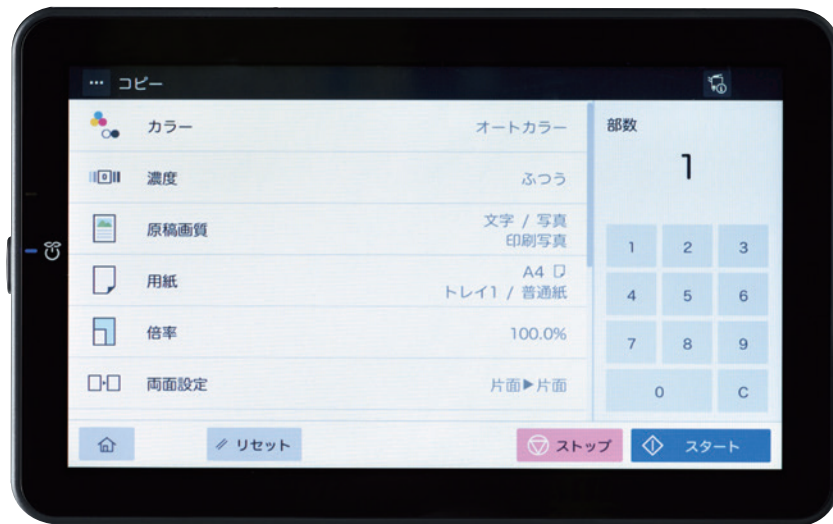 … コピー
カラー オートカラー
濃度 ふつう
原稿画質 文字 / 写真
印刷写真
用紙 A4
トレイ1 / 普通紙
倍率 100.0%
両面設定 片面▶片面
部数
1
1 2 3
4 5 6
7 8 9
0 C
リセット ストップ スタート